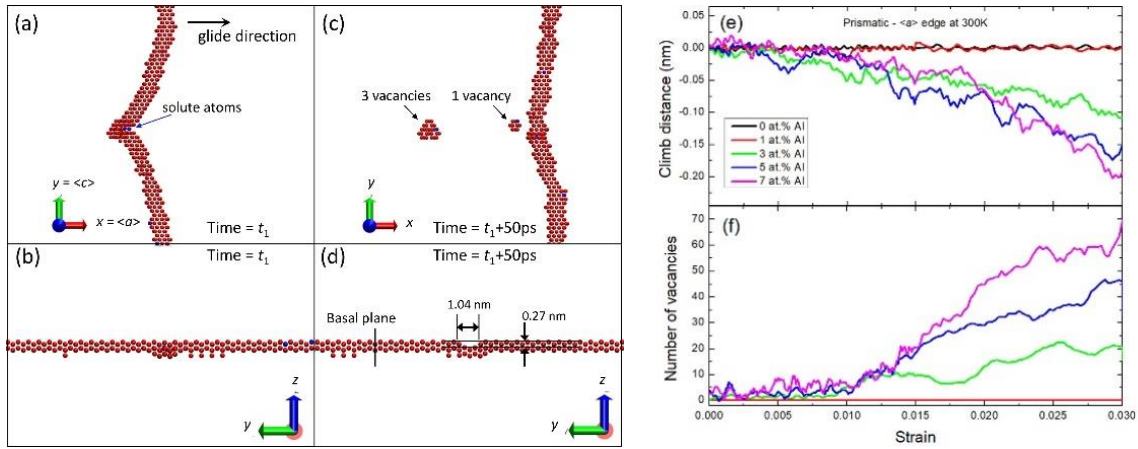 (a)
glide direction
solute atoms
y = <c>
x = <a>
Time = t1
(c)
3 vacancies
1 vacancy
y
x
Time = t1+50ps
(b)
Time = t1
z
y
(d)
Time = t1+50ps
1.04 nm
0.27 nm
Basal plane
z
y
(e)
Prismatic - <a> edge at 300K
Climb distance (nm)
0.05
0.00
-0.05
-0.10
-0.15
-0.20
0 at.% Al
1 at.% Al
3 at.% Al
5 at.% Al
7 at.% Al
(f)
Number of vacancies
70
60
50
40
30
20
10
0
0.000 0.005 0.010 0.015 0.020 0.025 0.030
Strain